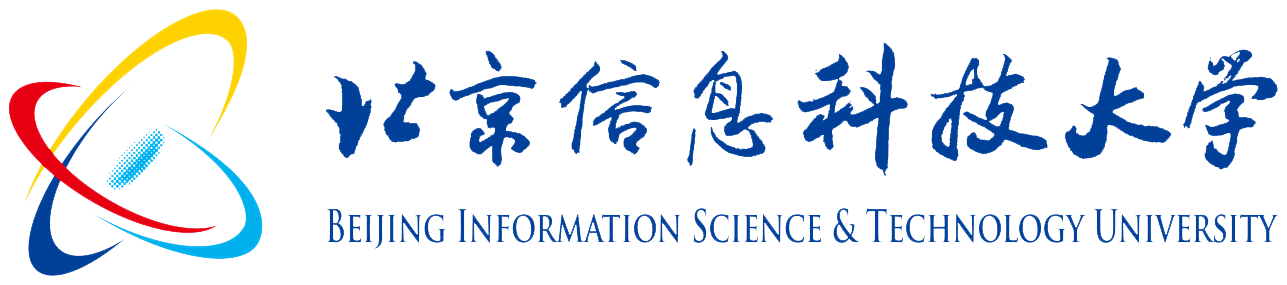 北京信息科技大学
BEIJING INFORMATION SCIENCE & TECHNOLOGY UNIVERSITY